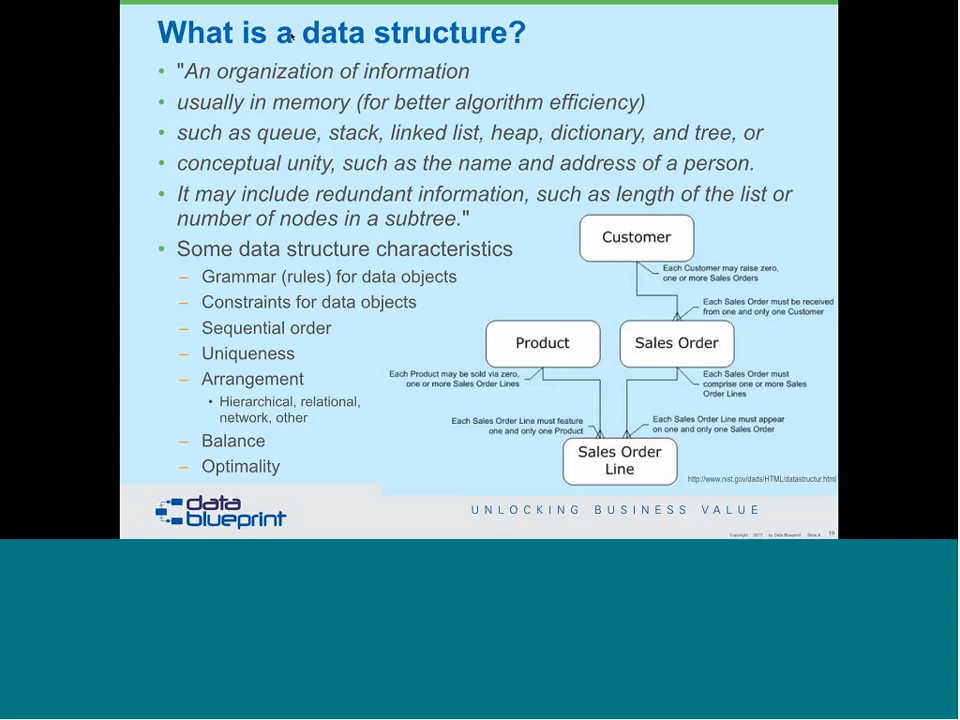 What is a data structure?
• "An organization of information
• usually in memory (for better algorithm efficiency)
• such as queue, stack, linked list, heap, dictionary, and tree, or
• conceptual unity, such as the name and address of a person.
• It may include redundant information, such as length of the list or
number of nodes in a subtree."
• Some data structure characteristics
– Grammar (rules) for data objects
– Constraints for data objects
– Sequential order
– Uniqueness
– Arrangement
• Hierarchical, relational,
network, other
– Balance
– Optimality
Customer
Each Customer may raise zero,
one or more Sales Orders
Each Sales Order must be received
from one and only one Customer
Product
Sales Order
Each Product may be sold via zero,
one or more Sales Order Lines
Each Sales Order must
comprise one or more Sales
Order Lines
Each Sales Order Line must feature
one and only one Product
Each Sales Order Line must appear
on one and only one Sales Order
Sales Order
Line
http://www.nist.gov/dads/HTML/datastructur.html
data
blueprint
UNLOCKING BUSINESS VALUE
Copyright 2017 by Data Blueprint Slide # 19